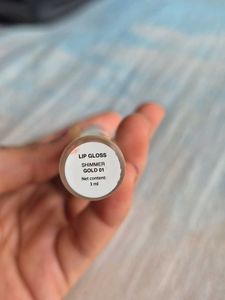 LIP GLOSS
SHIMMER
GOLD 01
Net content:
3 ml